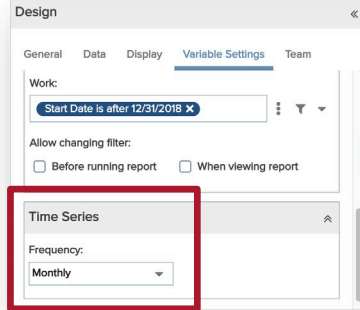 Design
General Data Display Variable Settings Team
Work:
Start Date is after 12/31/2018
Allow changing filter:
Before running report When viewing report
Time Series
Frequency:
Monthly